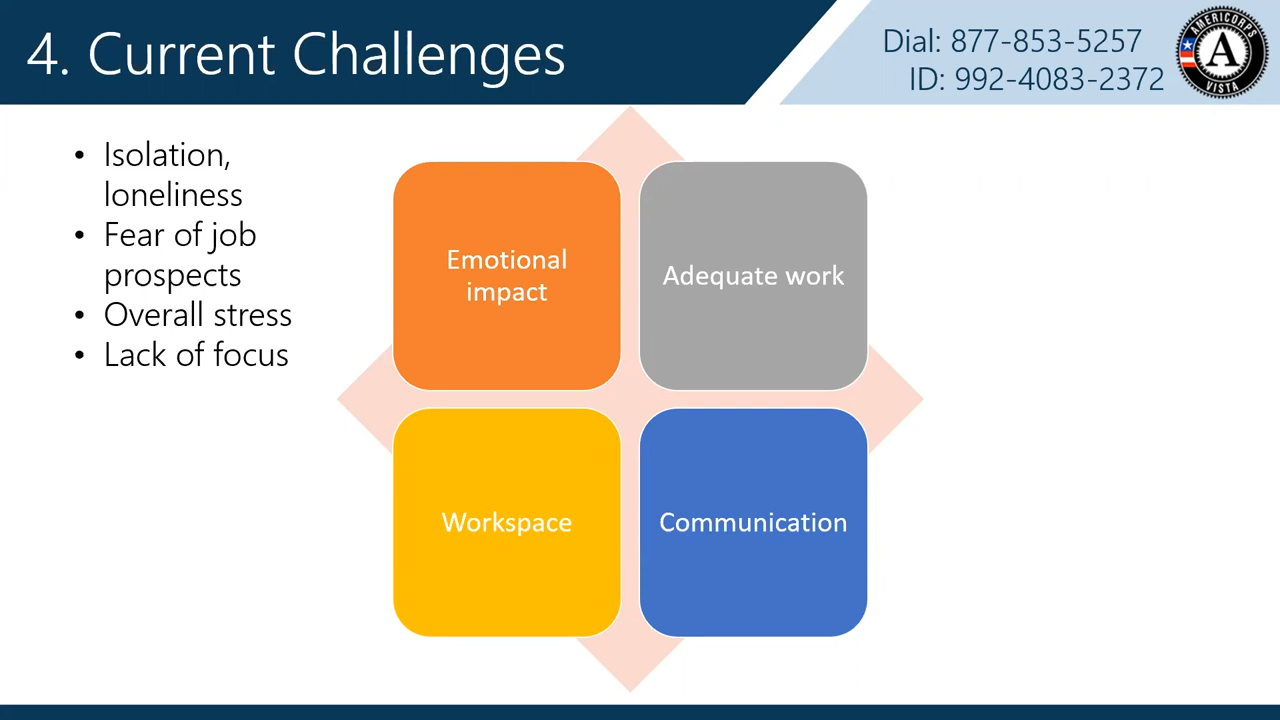 4. Current Challenges
Dial: 877-853-5257
ID: 992-4083-2372
AMERICORPS
A
VISTA
• Isolation,
loneliness
• Fear of job
prospects
• Overall stress
• Lack of focus
Emotional
impact
Adequate work
Workspace
Communication